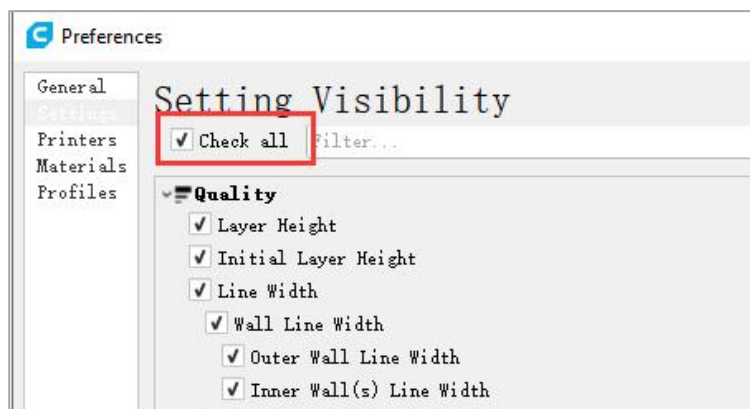 Preferences
General
Settings
Printers
Materials
Profiles
Setting Visibility
Check all
Filter...
Quality
Layer Height
Initial Layer Height
Line Width
Wall Line Width
Outer Wall Line Width
Inner Wall(s) Line Width